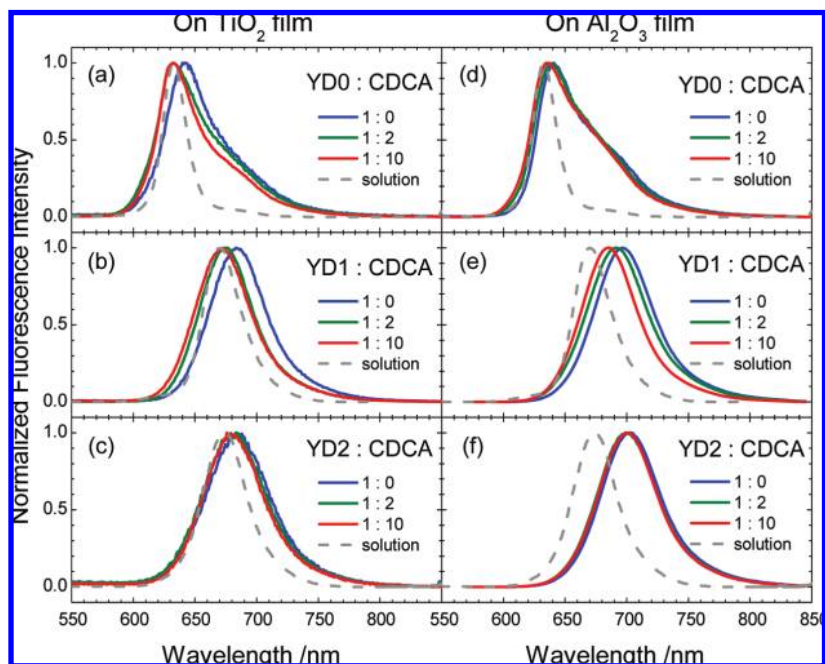 On TiO₂ film
On Al₂O₃ film
Normalized Fluorescence Intensity
1.0
0.5
0.0
(a)
YD0 : CDCA
1 : 0
1 : 2
1 : 10
solution
(d)
YD0 : CDCA
1 : 0
1 : 2
1 : 10
solution
1.0
0.5
0.0
(b)
YD1 : CDCA
1 : 0
1 : 2
1 : 10
solution
(e)
YD1 : CDCA
1 : 0
1 : 2
1 : 10
solution
1.0
0.5
0.0
(c)
YD2 : CDCA
1 : 0
1 : 2
1 : 10
solution
(f)
YD2 : CDCA
1 : 0
1 : 2
1 : 10
solution
550 600 650 700 750 800 550 600 650 700 750 800 850
Wavelength /nm
Wavelength /nm